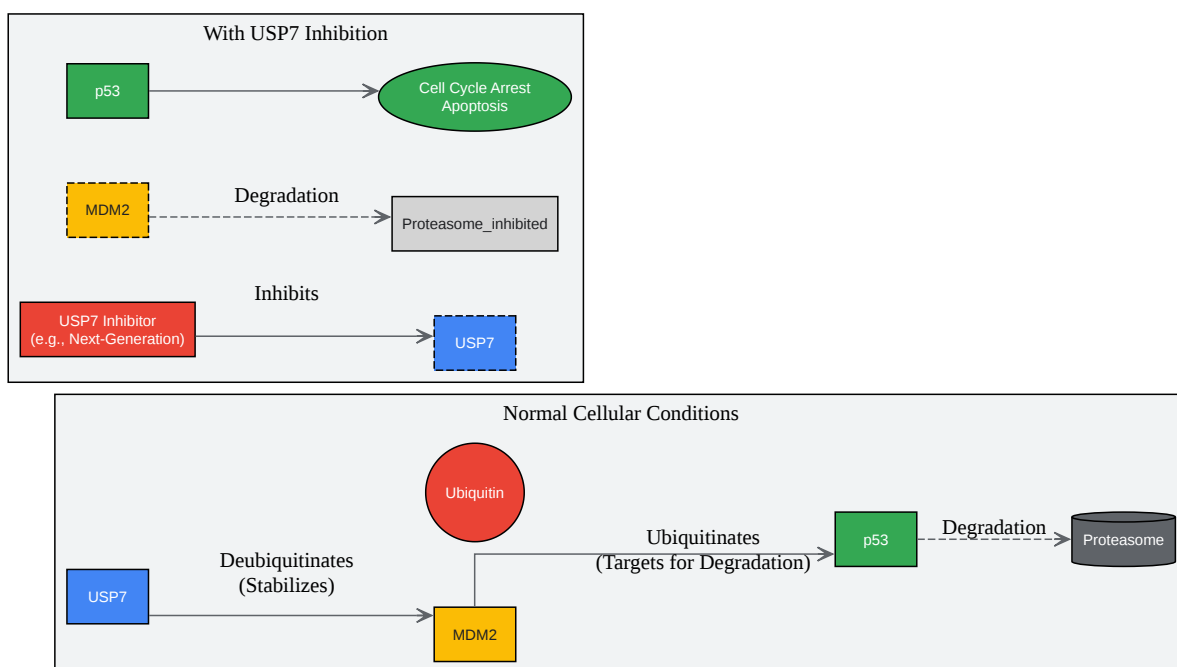 With USP7 Inhibition
p53
Cell Cycle Arrest
Apoptosis
MDM2
Degradation
Proteasome_inhibited
Inhibits
USP7 Inhibitor
(e.g., Next-Generation)
USP7
Normal Cellular Conditions
Ubiquitin
USP7
Deubiquitinates
(Stabilizes)
MDM2
Ubiquitinates
(Targets for Degradation)
p53
Degradation
Proteasome